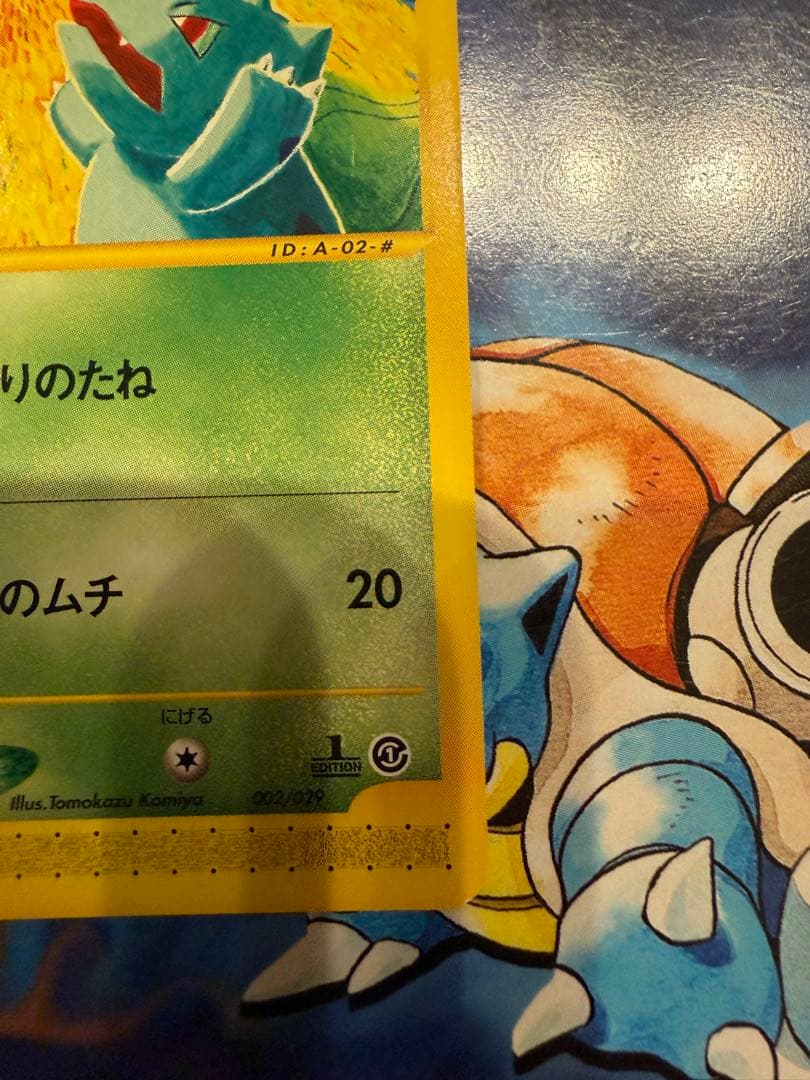 ID:A-02-#
りのたね
のムチ 20
にげる
1
EDITION
Illus.Tomokazu Komiya 002/029